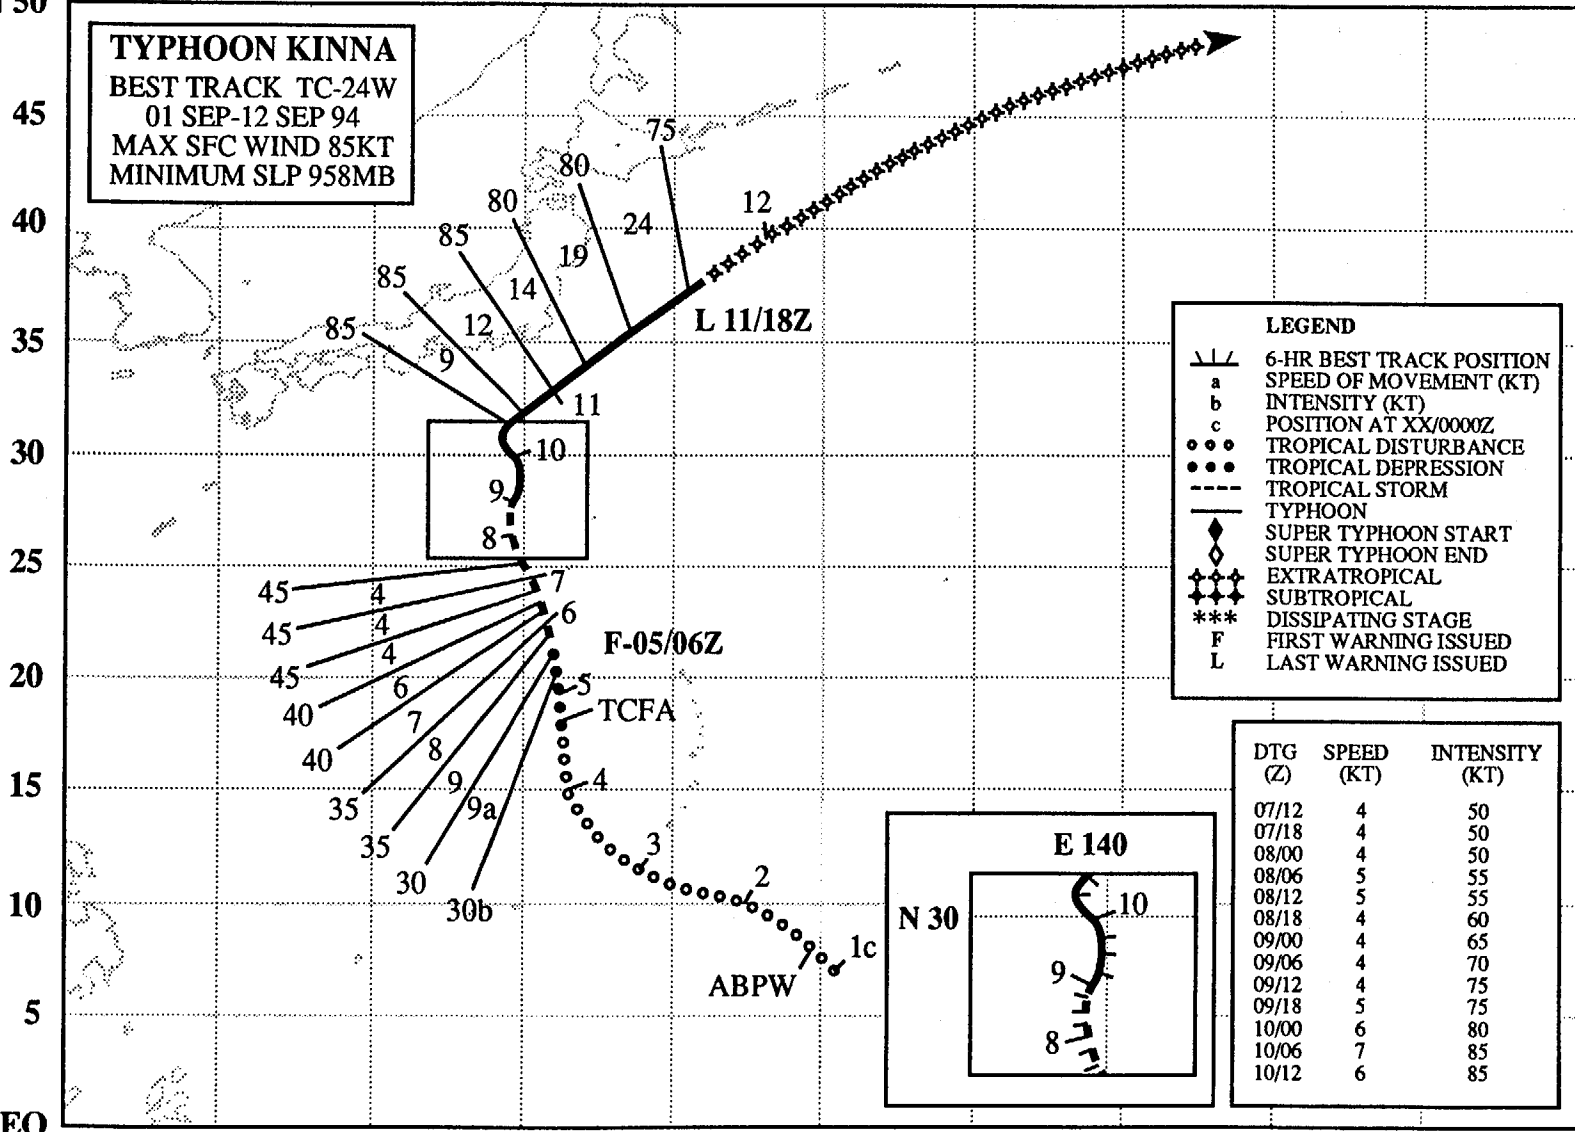 50
TYPHOON KINNA
BEST TRACK TC-24W
01 SEP-12 SEP 94
MAX SFC WIND 85KT
MINIMUM SLP 958MB
45
75
80
80
24
12
40
85
19
85
14
85
12
9
L 11/18Z
35
11
30
10
9
8
25
7
45
4
6
45
4
F-05/06Z
45
4
20
5
40
6
TCFA
40
7
8
35
9
4
15
35
9a
30
3
2
30b
10
1c
ABPW
5
EQ
LEGEND
6-HR BEST TRACK POSITION
a SPEED OF MOVEMENT (KT)
b INTENSITY (KT)
c POSITION AT XX/0000Z
TROPICAL DISTURBANCE
TROPICAL DEPRESSION
TROPICAL STORM
TYPHOON
SUPER TYPHOON START
SUPER TYPHOON END
EXTRATROPICAL
SUBTROPICAL
*** DISSIPATING STAGE
F FIRST WARNING ISSUED
L LAST WARNING ISSUED
E 140
N 30
10
9
8
DTG SPEED INTENSITY
(Z) (KT) (KT)
07/12 4 50
07/18 4 50
08/00 4 50
08/06 5 55
08/12 5 55
08/18 4 60
09/00 4 65
09/06 4 70
09/12 4 75
09/18 5 75
10/00 6 80
10/06 7 85
10/12 6 85